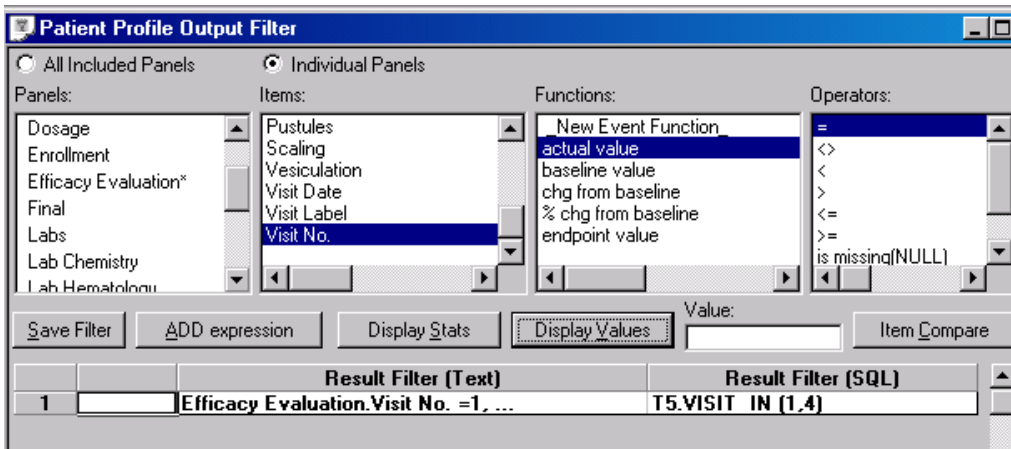 Patient Profile Output Filter
All Included Panels
Individual Panels
Panels:
Items:
Functions:
Operators:
Dosage
Enrollment
Efficacy Evaluation*
Final
Labs
Lab Chemistry
Lab Hematology
Pustules
Scaling
Vesiculation
Visit Date
Visit Label
Visit No.
_New Event Function_
actual value
baseline value
chg from baseline
% chg from baseline
endpoint value
=
<>
<
>
<=
>=
is missing(NULL)
Save Filter
ADD expression
Display Stats
Display Values
Value:
Item Compare
Result Filter (Text)
Result Filter (SQL)
1
Efficacy Evaluation.Visit No. =1, ...
T5.VISIT IN (1,4)